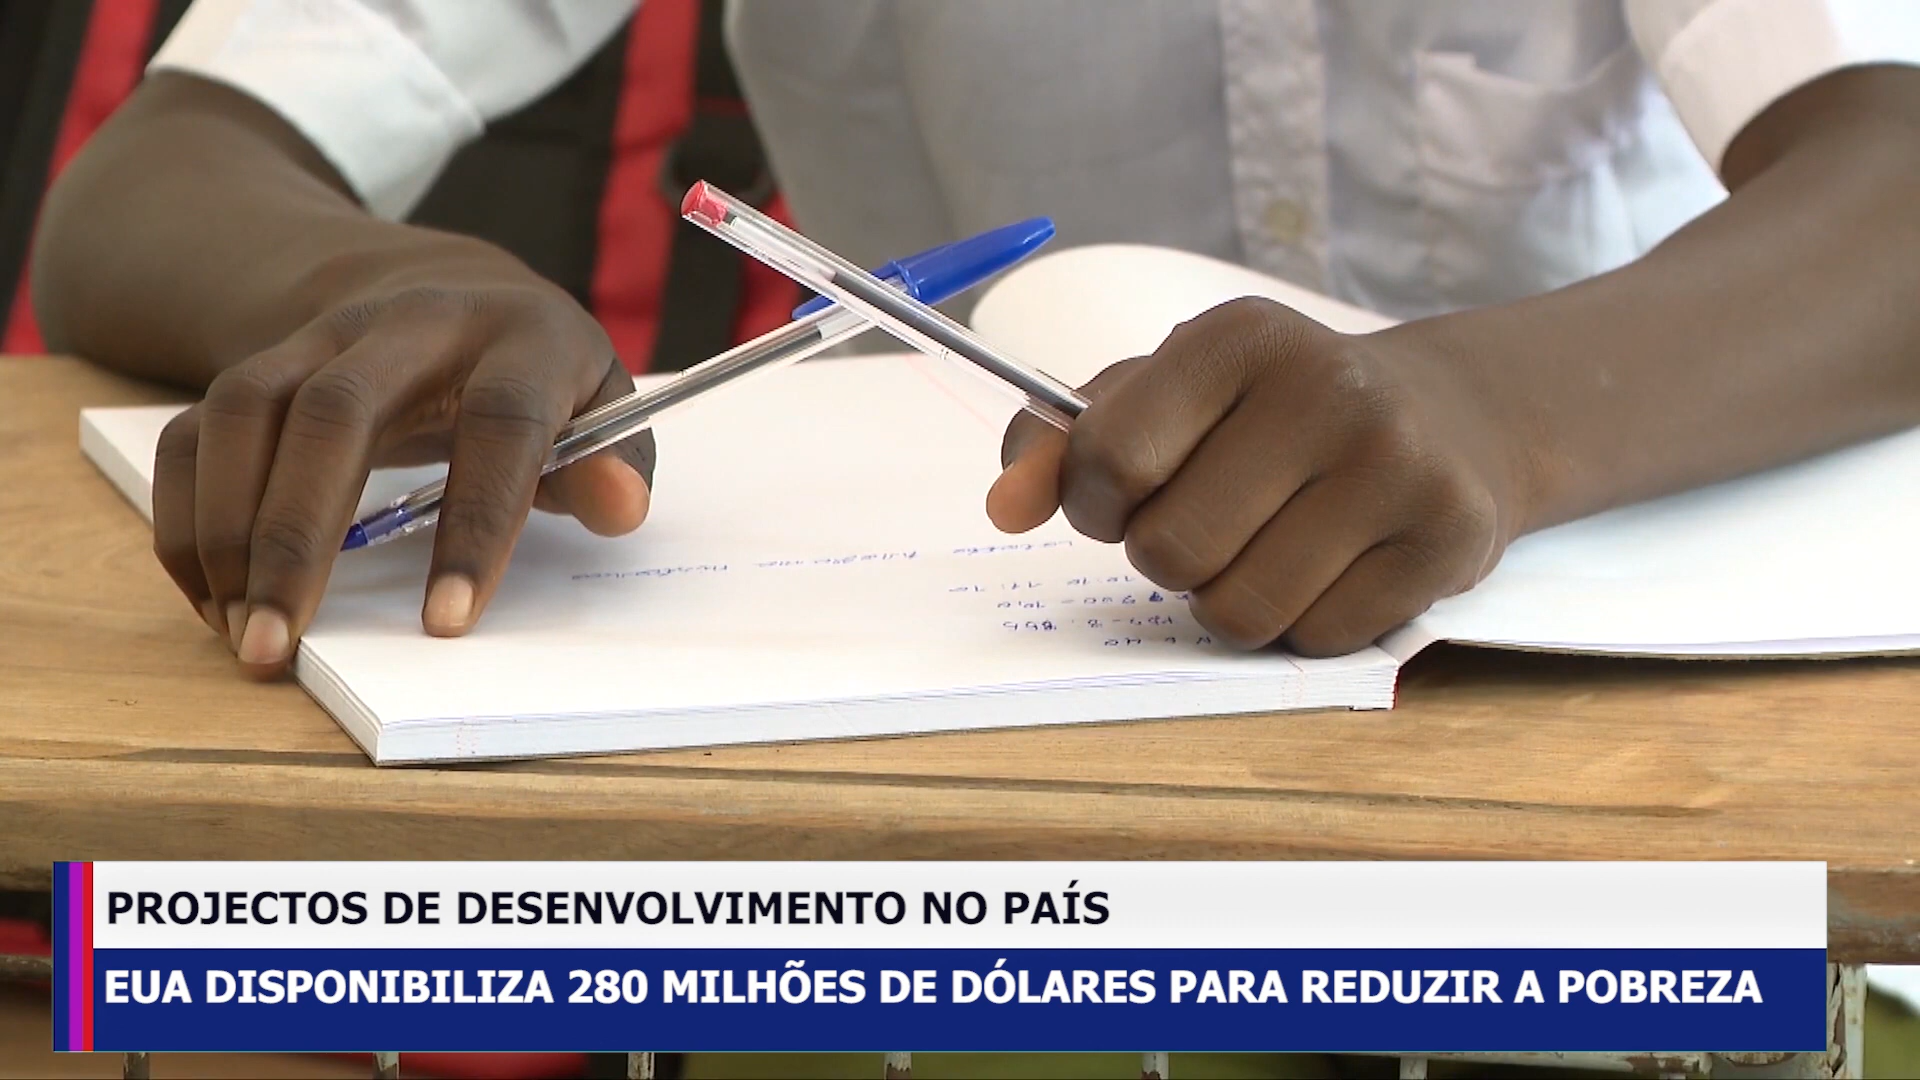 PROJECTOS DE DESENVOLVIMENTO NO PAÍS
EUA DISPONIBILIZA 280 MILHÕES DE DÓLARES PARA REDUZIR A POBREZA